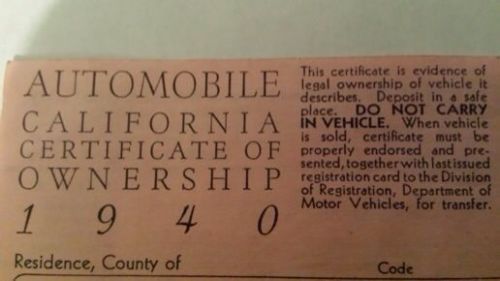 AUTOMOBILE
CALIFORNIA
CERTIFICATE OF
OWNERSHIP
1 9 4 0
This certificate is evidence of
legal ownership of vehicle it
describes. Deposit in a safe
place. DO NOT CARRY
IN VEHICLE. When vehicle
is sold, certificate must be
properly endorsed and pre-
sented, together with last issued
registration card to the Division
of Registration, Department of
Motor Vehicles, for transfer.
Residence, County of
Code